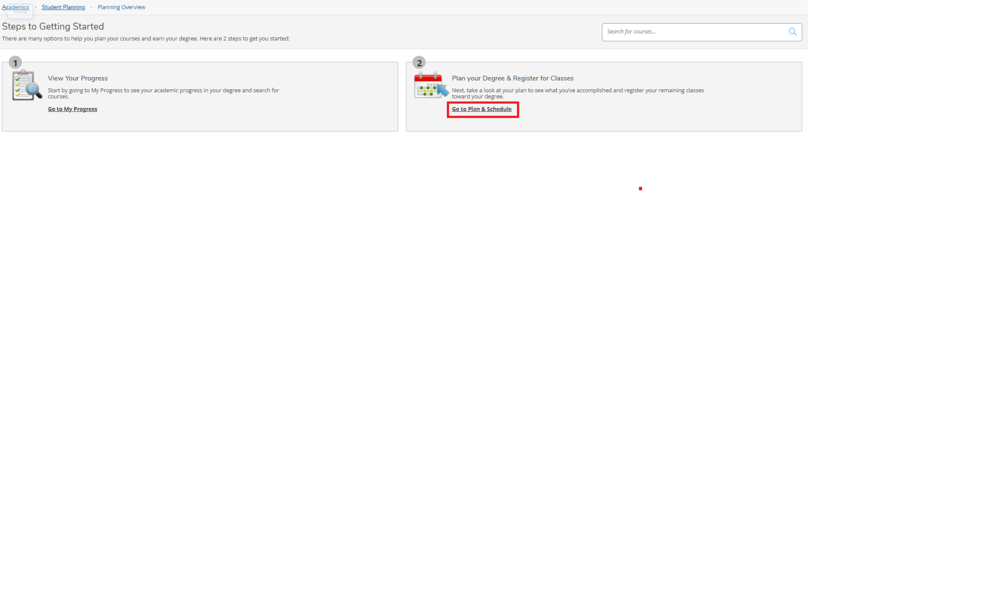 Academics • Student Planning • Planning Overview
Home
Steps to Getting Started
There are many options to help you plan your courses and earn your degree. Here are 2 steps to get you started:
Search for courses...
1
View Your Progress
Start by going to My Progress to see your academic progress in your degree and search for
courses.
Go to My Progress
2
Plan your Degree & Register for Classes
Next, take a look at your plan to see what you've accomplished and register your remaining classes
toward your degree.
Go to Plan & Schedule